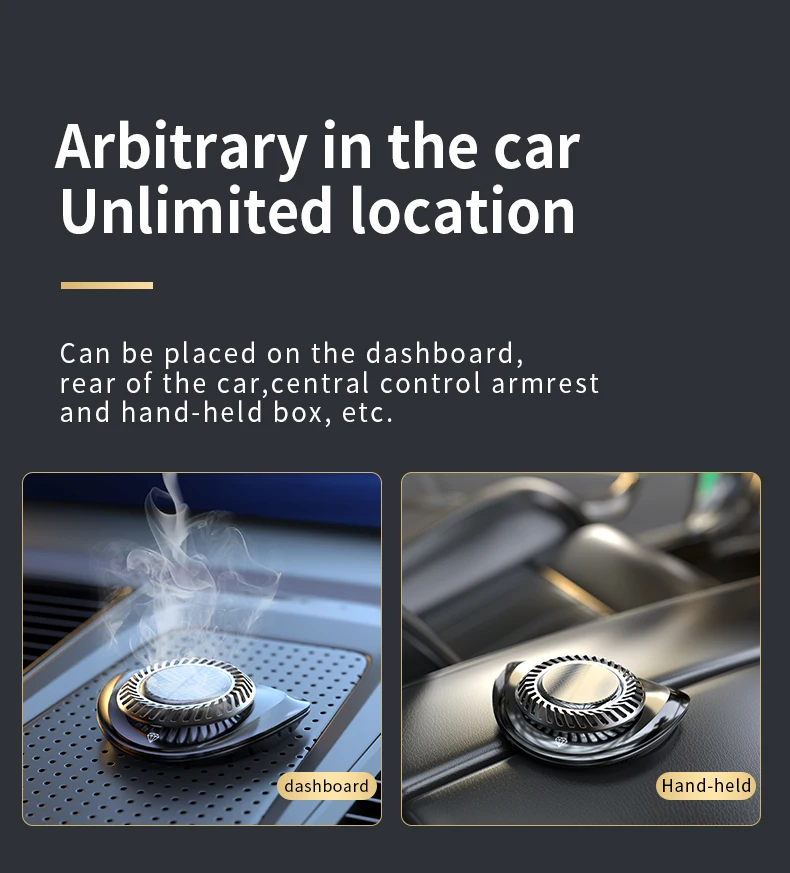 Arbitrary in the car
Unlimited location
Can be placed on the dashboard,
rear of the car,central control armrest
and hand-held box, etc.
dashboard
Hand-held